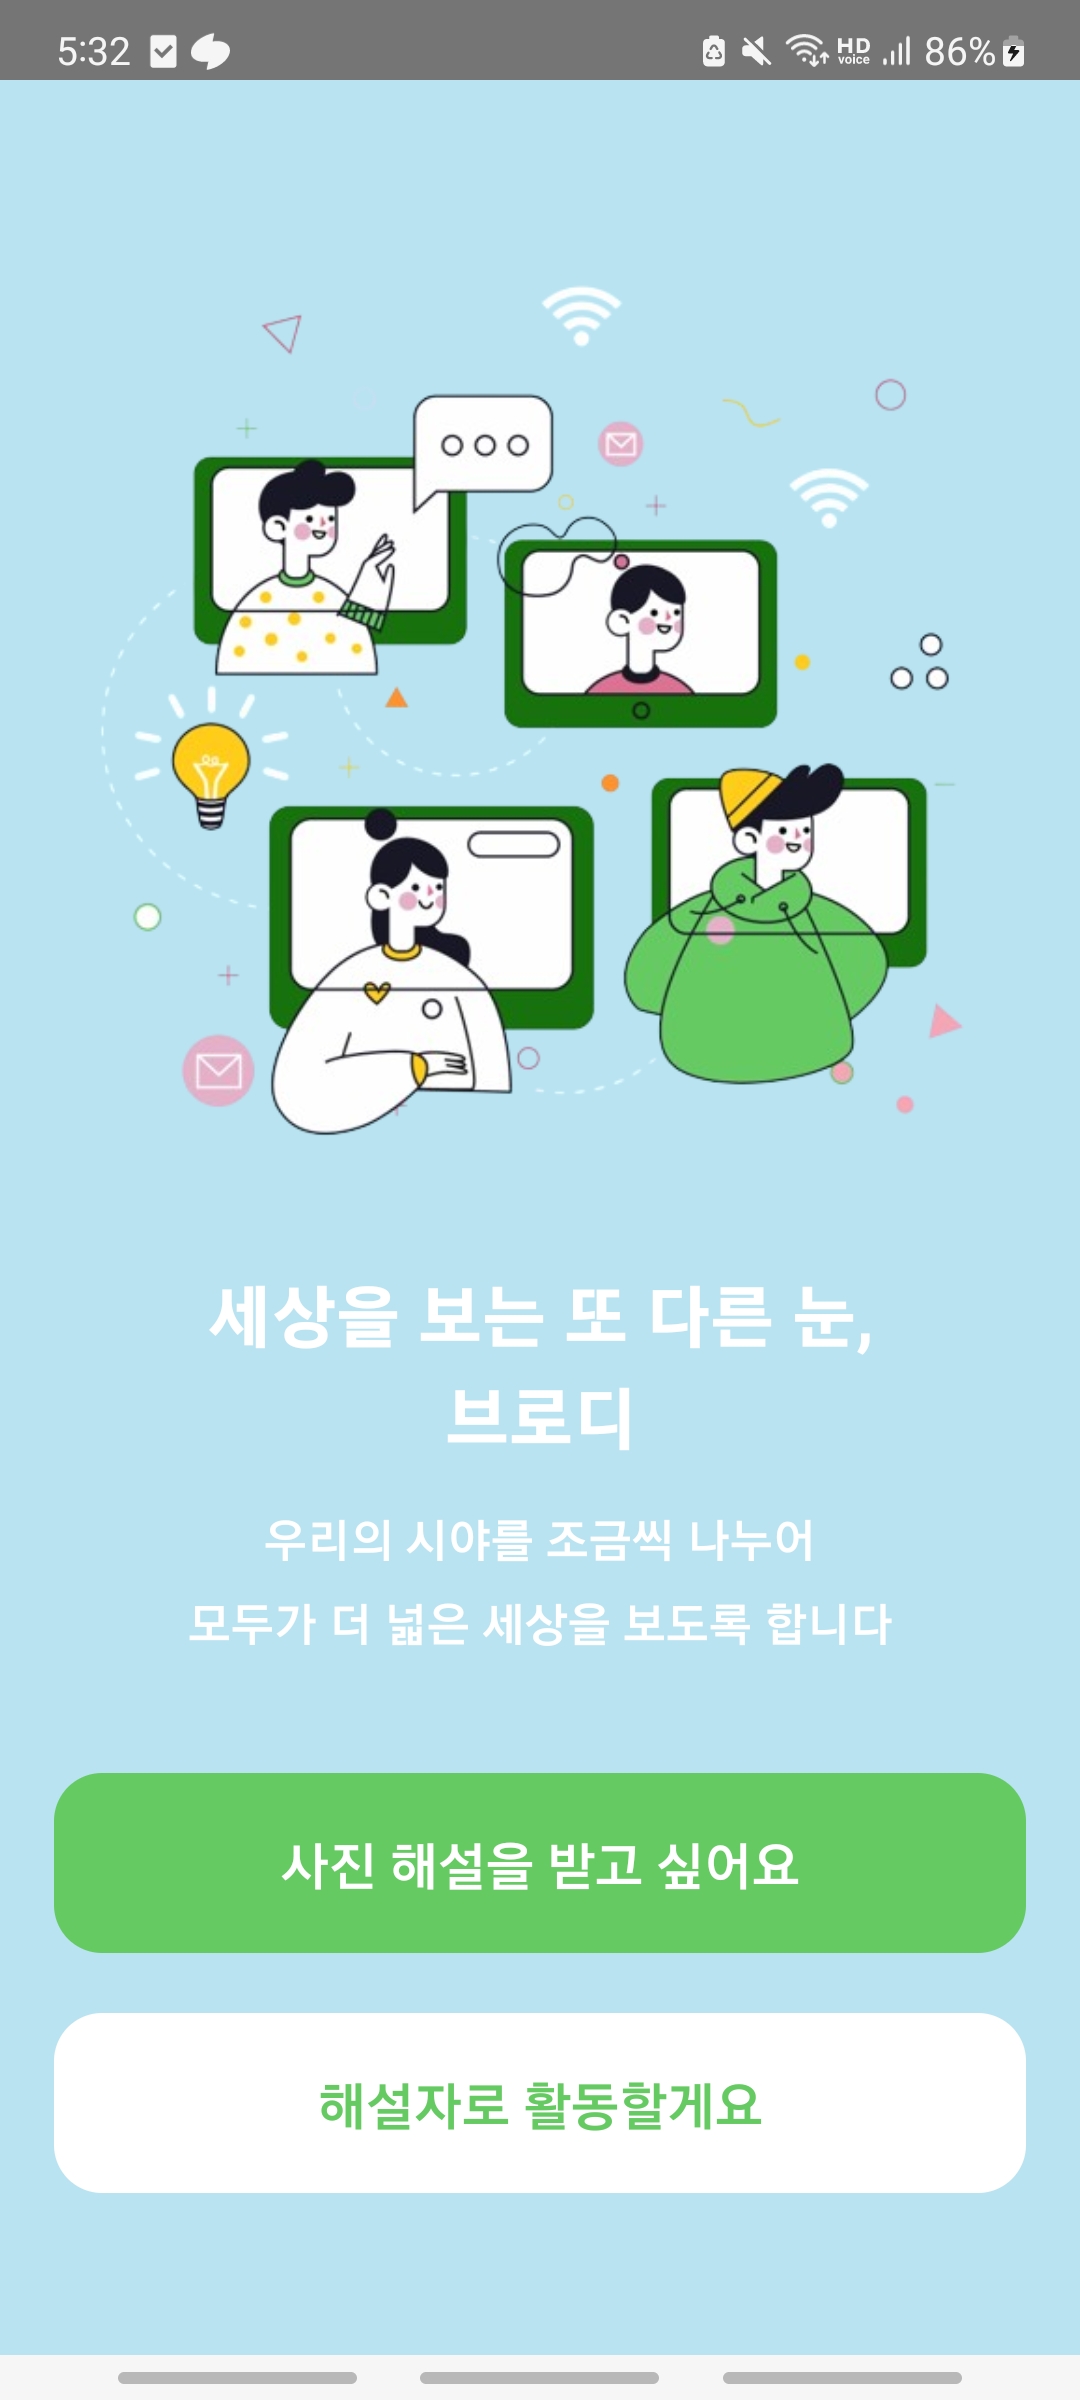 5:32 HD voice 86%
세상을 보는 또 다른 눈,
브로디
우리의 시야를 조금씩 나누어
모두가 더 넓은 세상을 보도록 합니다
사진 해설을 받고 싶어요
해설자로 활동할게요